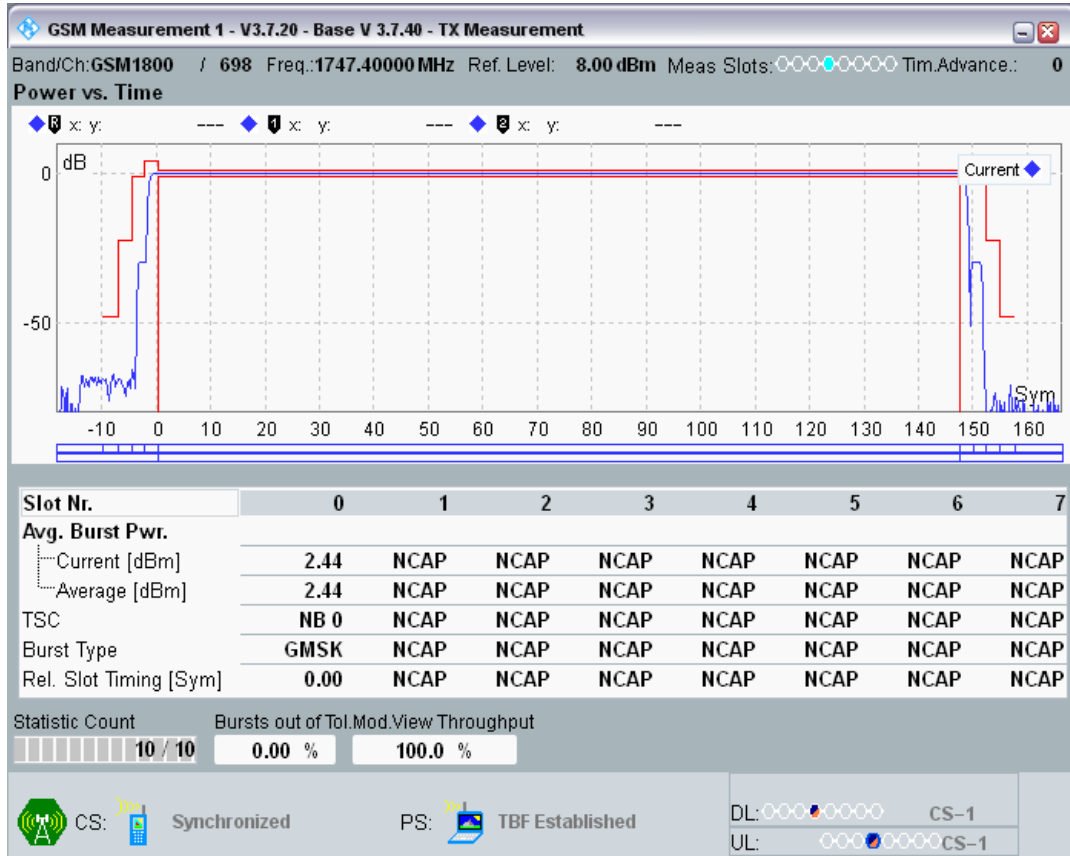 GSM Measurement 1 - V3.7.20 - Base V 3.7.40 - TX Measurement
Band/Ch:GSM1800 / 698 Freq.:1747.40000 MHz Ref. Level: 8.00 dBm Meas Slots: Tim.Advance.: 0
Power vs. Time
R x: y: --- 1 x: y: --- 2 x: y: ---
dB
Current
0
-50
Sym
-10 0 10 20 30 40 50 60 70 80 90 100 110 120 130 140 150 160
Slot Nr. 0 1 2 3 4 5 6 7
Avg. Burst Pwr.
Current [dBm] 2.44 NCAP NCAP NCAP NCAP NCAP NCAP NCAP
Average [dBm] 2.44 NCAP NCAP NCAP NCAP NCAP NCAP NCAP
TSC NB 0 NCAP NCAP NCAP NCAP NCAP NCAP NCAP
Burst Type GMSK NCAP NCAP NCAP NCAP NCAP NCAP NCAP
Rel. Slot Timing [Sym] 0.00 NCAP NCAP NCAP NCAP NCAP NCAP NCAP
Statistic Count Bursts out of Tol. Mod.View Throughput
10 / 10 0.00 % 100.0 %
CS: Synchronized PS: TBF Established
DL: CS-1
UL: CS-1